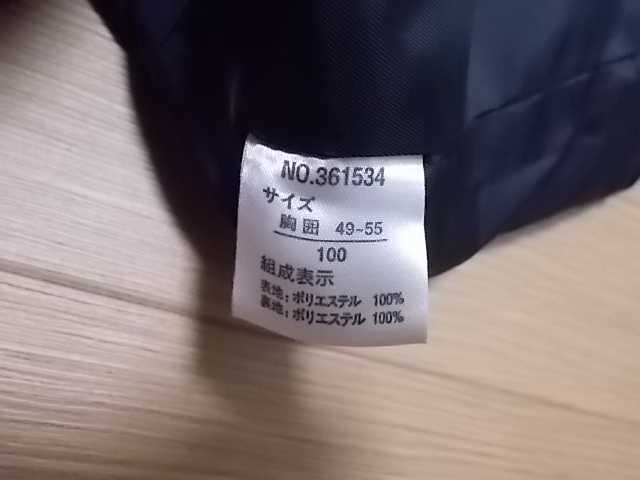 NO.361534
サイズ
胸囲 49~55
100
組成表示
表地:ポリエステル 100%
表地:ポリエステル 100%